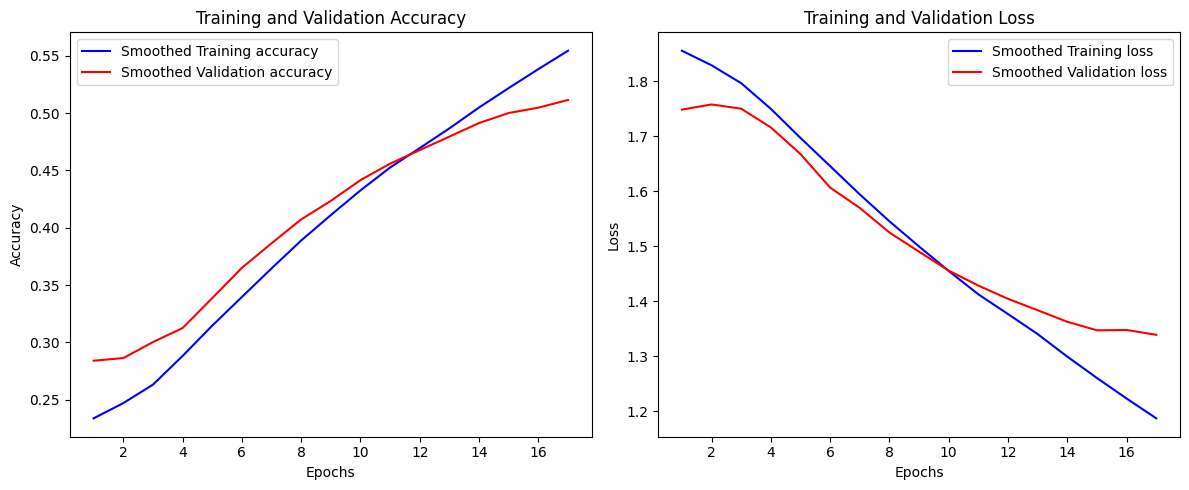 Training and Validation Accuracy
Smoothed Training accuracy
Smoothed Validation accuracy
0.55
0.50
0.45
0.40
0.35
0.30
0.25
Accuracy
2 4 6 8 10 12 14 16
Epochs
Training and Validation Loss
Smoothed Training loss
Smoothed Validation loss
1.8
1.7
1.6
1.5
1.4
1.3
1.2
Loss
2 4 6 8 10 12 14 16
Epochs